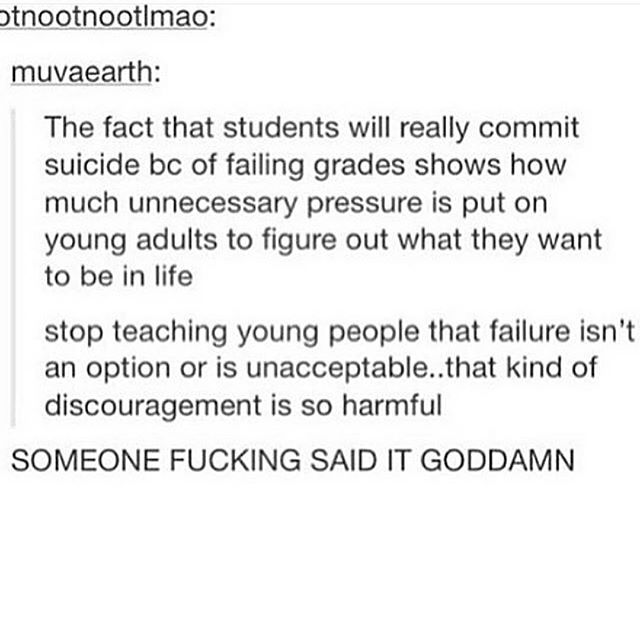 otnootnootlmao:
muvaearth:
The fact that students will really commit
suicide bc of failing grades shows how
much unnecessary pressure is put on
young adults to figure out what they want
to be in life
stop teaching young people that failure isn't
an option or is unacceptable..that kind of
discouragement is so harmful
SOMEONE FUCKING SAID IT GODDAMN